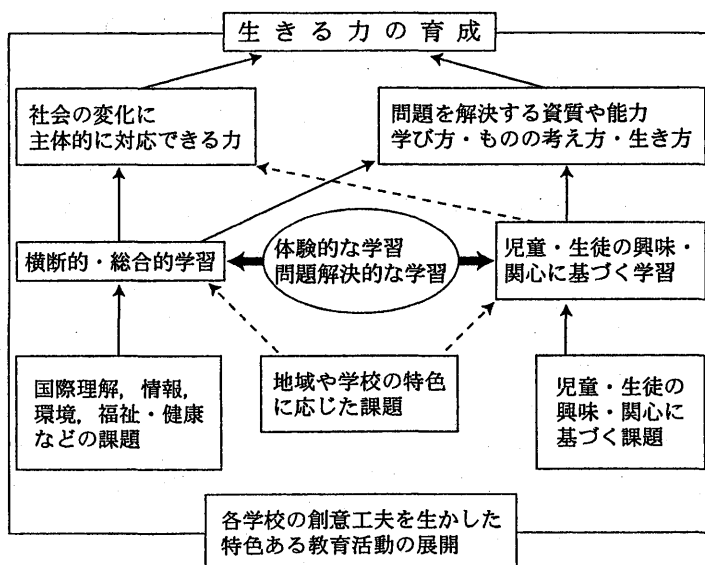 生きる力の育成
社会の変化に
主体的に対応できる力
問題を解決する資質や能力
学び方・ものの考え方・生き方
横断的・総合的学習
体験的な学習
問題解決的な学習
児童・生徒の興味・
関心に基づく学習
国際理解，情報，
環境，福祉・健康
などの課題
地域や学校の特色
に応じた課題
児童・生徒の
興味・関心に
基づく課題
各学校の創意工夫を生かした
特色ある教育活動の展開